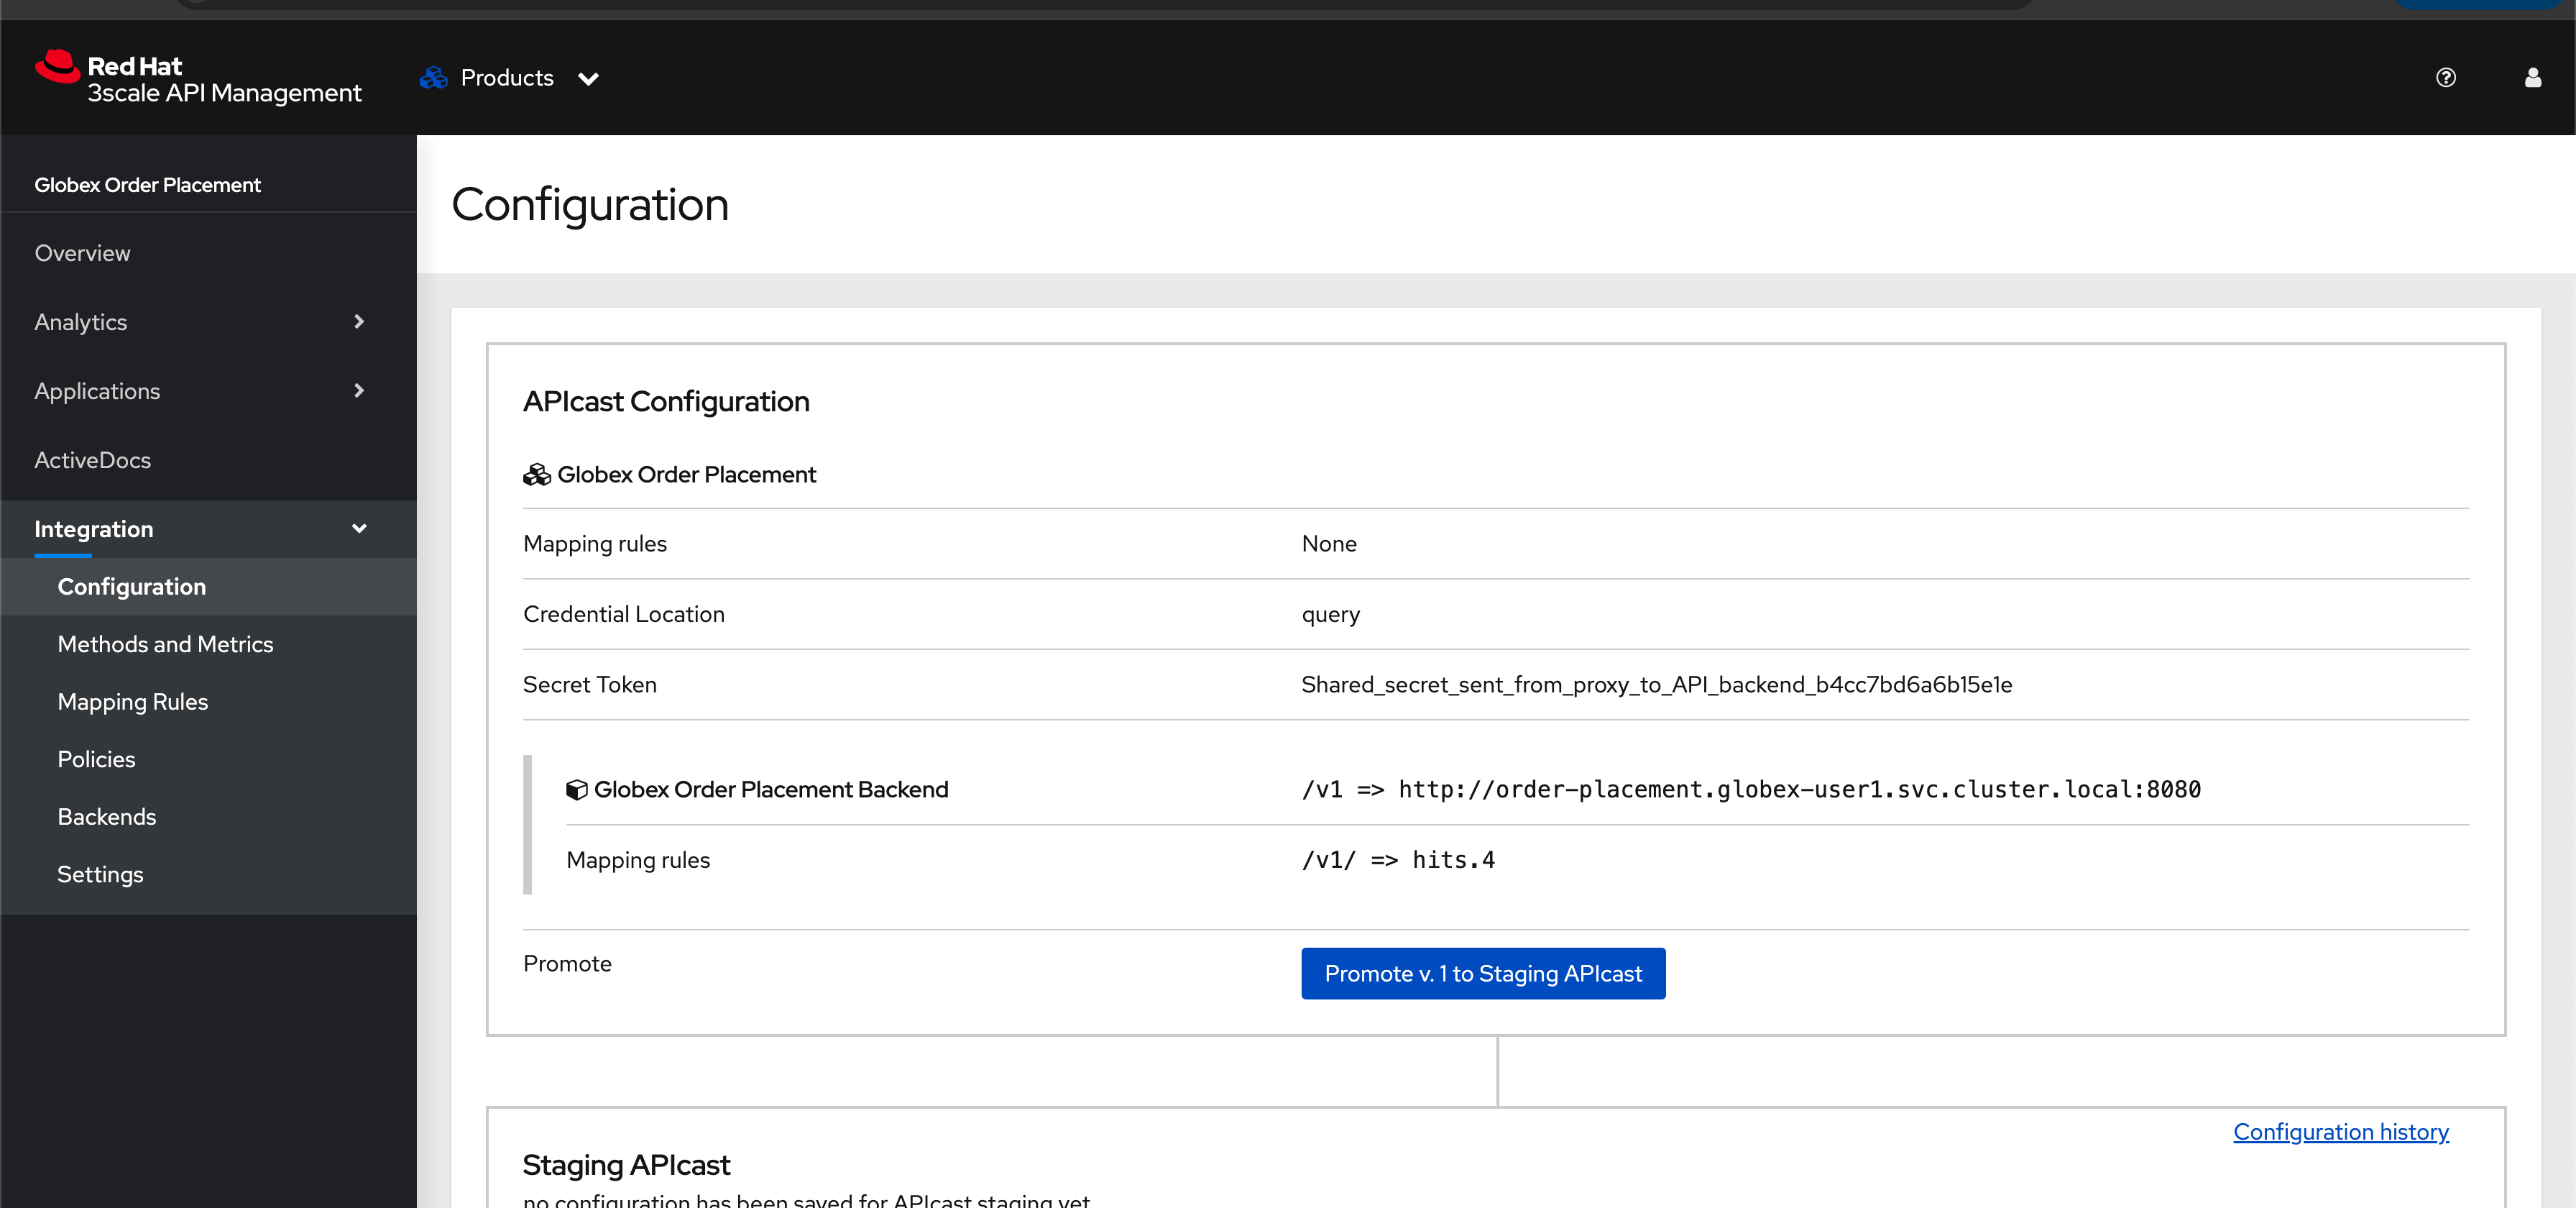 Red Hat
3scale API Management
Products
Globex Order Placement
Overview
Analytics
Applications
ActiveDocs
Integration
Configuration
Methods and Metrics
Mapping Rules
Policies
Backends
Settings
Configuration
APIcast Configuration
Globex Order Placement
Mapping rules None
Credential Location query
Secret Token Shared_secret_sent_from_proxy_to_API_backend_b4cc7bd6a6b15e1e
Globex Order Placement Backend /v1 => http://order-placement.globex-user1.svc.cluster.local:8080
Mapping rules /v1/ => hits.4
Promote Promote v. 1 to Staging APIcast
Configuration history
Staging APIcast
no configuration has been saved for APIcast staging yet